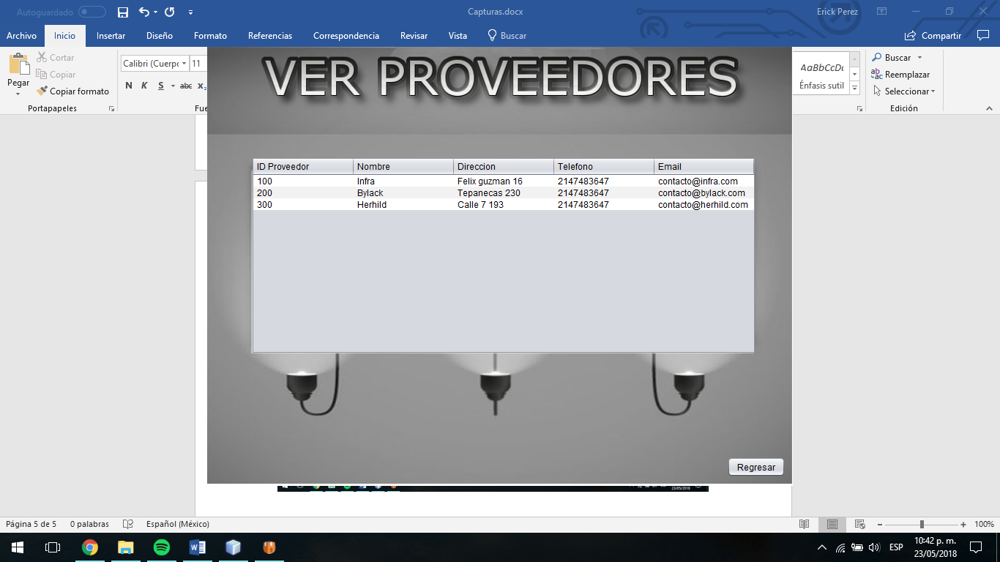 Autoguardado
Capturas.docx
Erick Perez
Archivo Inicio Insertar Diseño Formato Referencias Correspondencia Revisar Vista Buscar Compartir
Pegar
Cortar
Copiar
Copiar formato
Portapapeles
Calibri (Cuerpo 11
N K S abc x₂
Fue
AaBbCcDc
Énfasis sutil
Buscar
Reemplazar
Seleccionar
Edición
VER PROVEEDORES
ID Proveedor Nombre Direccion Telefono Email
100 Infra Felix guzman 16 2147483647 contacto@infra.com
200 Bylack Tepanecas 230 2147483647 contacto@bylack.com
300 Herhild Calle 7 193 2147483647 contacto@herhild.com
Regresar
23/05/2018
Página 5 de 5 0 palabras Español (México) 100%
ESP
10:42 p. m.
23/05/2018